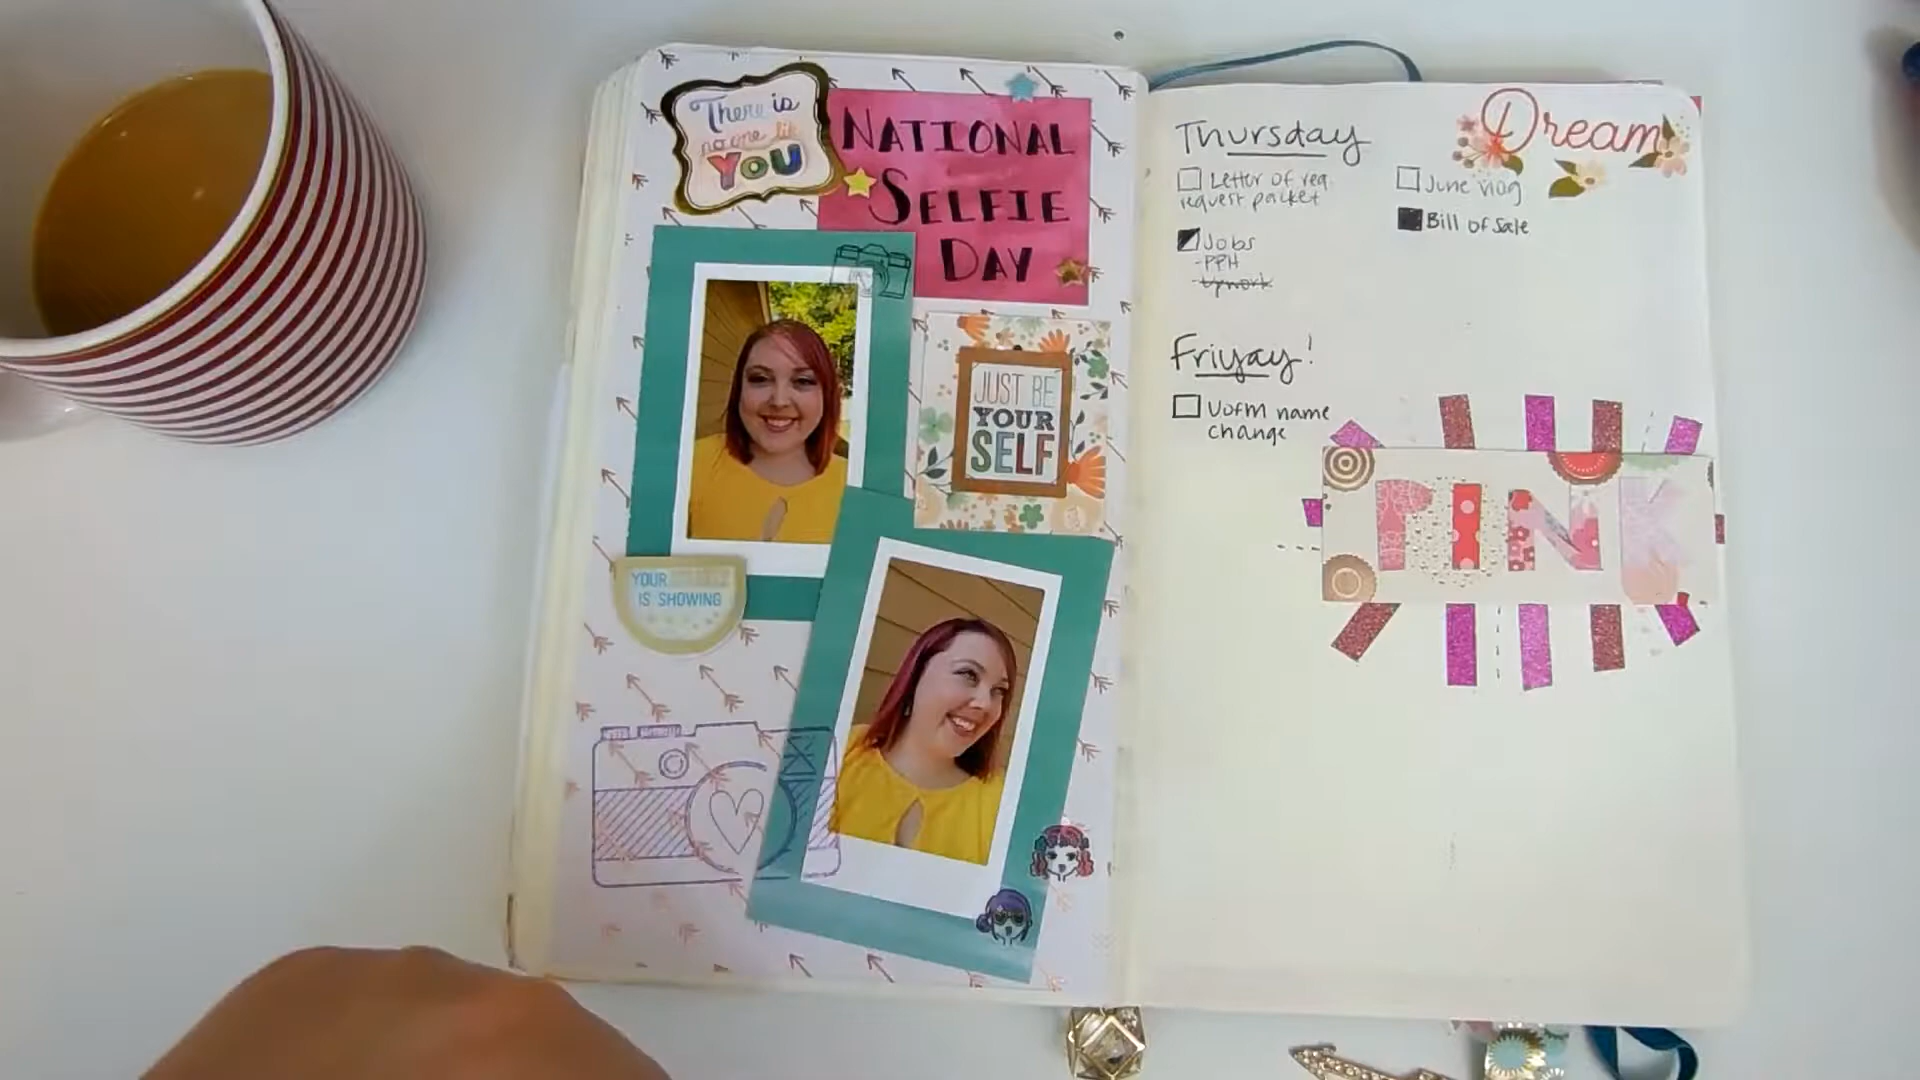 There is
no one like
YOU
NATIONAL
SELFIE
DAY
JUST BE
YOUR
SELF
YOUR
IS SHOWING
Thursday
Letter of req.
request packet
Jobs
-PPH
-Upwork
June vlog
Bill of Sale
Dream
Friyay!
UOFM name
change
PINK